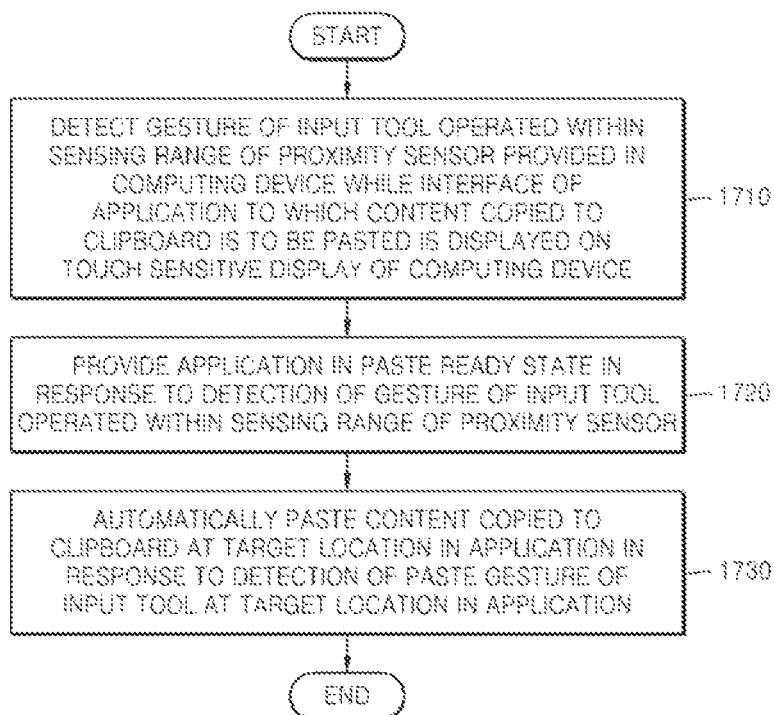 START
DETECT GESTURE OF INPUT TOOL OPERATED WITHIN
SENSING RANGE OF PROXIMITY SENSOR PROVIDED IN
COMPUTING DEVICE WHILE INTERFACE OF
APPLICATION TO WHICH CONTENT COPIED TO
CLIPBOARD IS TO BE PASTED IS DISPLAYED ON
TOUCH SENSITIVE DISPLAY OF COMPUTING DEVICE
1710
PROVIDE APPLICATION IN PASTE READY STATE IN
RESPONSE TO DETECTION OF GESTURE OF INPUT TOOL
OPERATED WITHIN SENSING RANGE OF PROXIMITY SENSOR
1720
AUTOMATICALLY PASTE CONTENT COPIED TO
CLIPBOARD AT TARGET LOCATION IN APPLICATION IN
RESPONSE TO DETECTION OF PASTE GESTURE OF
INPUT TOOL AT TARGET LOCATION IN APPLICATION
1730
END